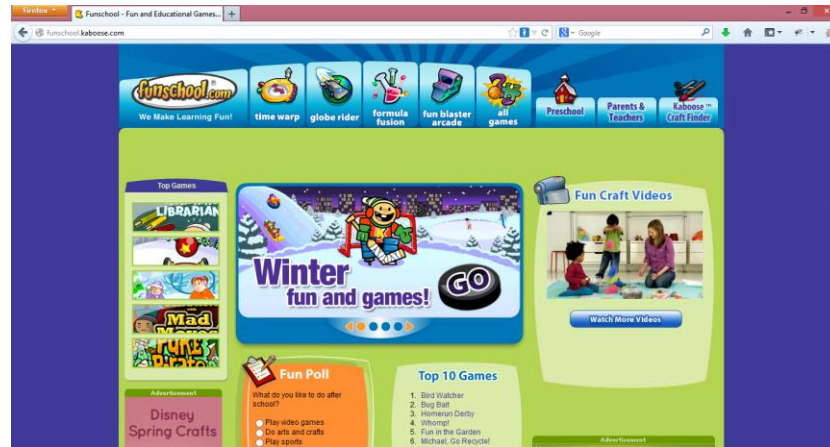 Firefox
Funschool - Fun and Educational Games...
funschool.kaboose.com
Google
funschool.com
We Make Learning Fun!
time warp
globe rider
formula
fusion
fun blaster
arcade
all
games
Preschool
Parents &
Teachers
Kaboose ™
Craft Finder
Top Games
LIBRARIAN
Mad
Winter
fun and games!
GO
Fun Craft Videos
Watch More Videos
Advertisement
Disney
Spring Crafts
Fun Poll
What do you like to do after
school?
Play video games
Do arts and crafts
Play sports
Top 10 Games
1. Bird Watcher
2. Bug Bait
3. Homerun Derby
4. Whomp!
5. Fun in the Garden
6. Michael, Go Recycle!
Advertisement